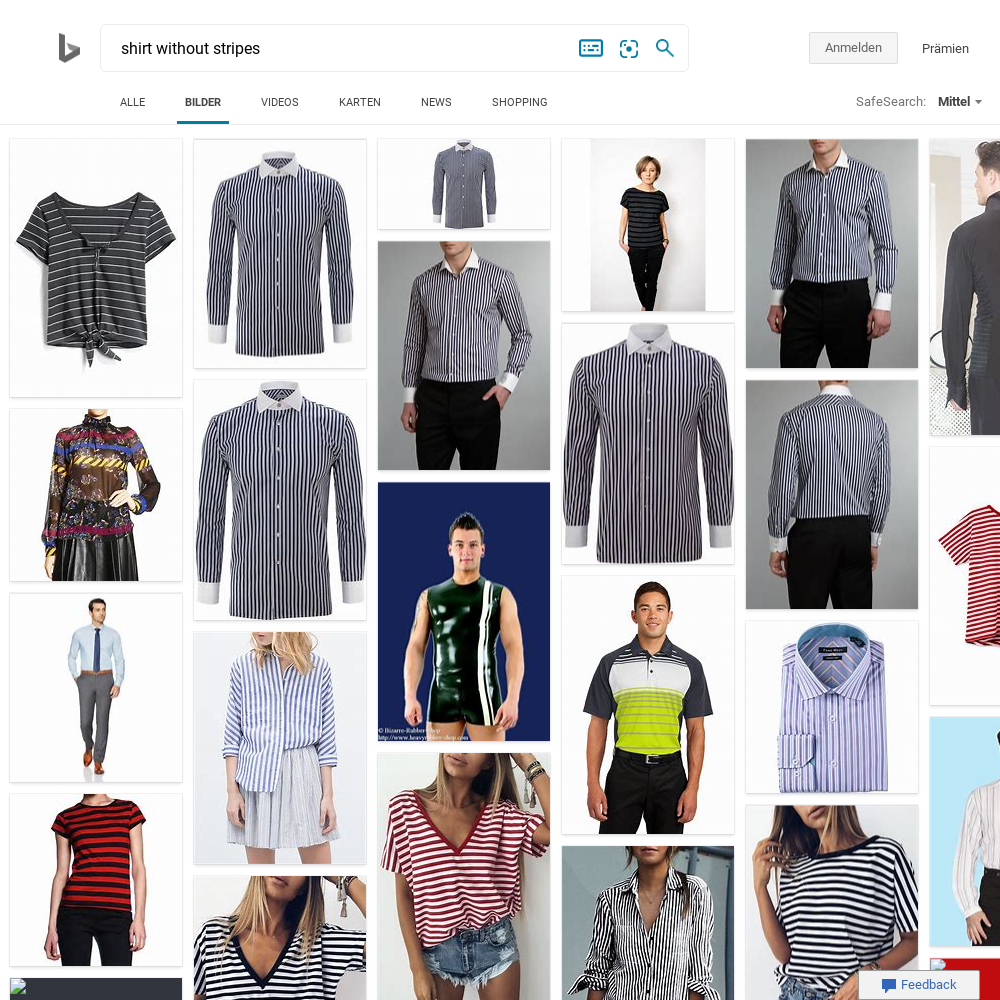 shirt without stripes
Anmelden
Prämien
ALLE
BILDER
VIDEOS
KARTEN
NEWS
SHOPPING
SafeSearch:
Mittel
© Bizarre-Rubber-Shop
http://www.heavyrubber-shop.com
Feedback